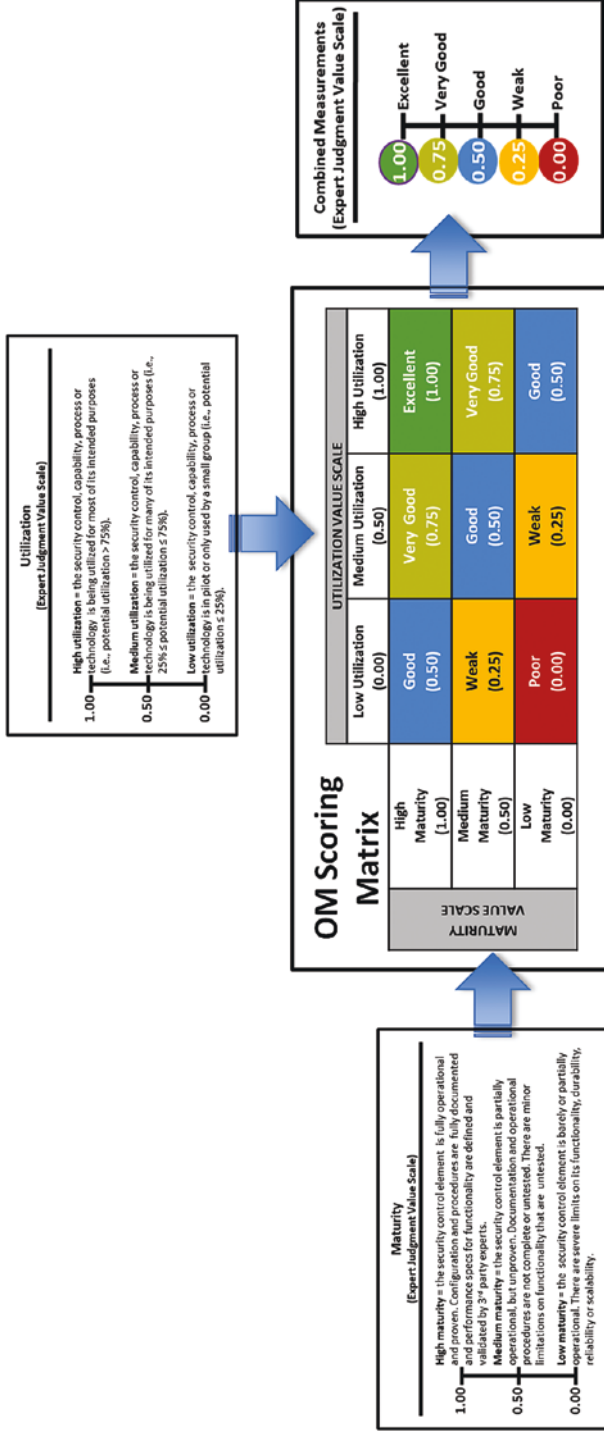 Maturity
(Expert Judgment Value Scale)
1.00
0.50
0.00
High maturity = the security control element is fully operational
and proven. Configuration and procedures are fully documented
and performance specs for functionality are defined and
validated by 3rd party experts.
Medium maturity = the security control element is partially
operational, but unproven. Documentation and operational
procedures are not complete or untested. There are minor
limitations on functionality that are untested.
Low maturity = the security control element is barely or partially
operational. There are severe limits on its functionality, durability,
reliability or scalability.
Utilization
(Expert Judgment Value Scale)
1.00
0.50
0.00
High utilization = the security control, capability, process or
technology is being utilized for most of its intended purposes
(i.e., potential utilization > 75%).
Medium utilization = the security control, capability, process or
technology is being utilized for many of its intended purposes (i.e.,
25% ≤ potential utilization ≤ 75%).
Low utilization = the security control, capability, process or
technology is in pilot or only used by a small group (i.e., potential
utilization ≤ 25%).
OM Scoring
Matrix
UTILIZATION VALUE SCALE
Low Utilization
(0.00)
Medium Utilization
(0.50)
High Utilization
(1.00)
MATURITY
VALUE SCALE
High
Maturity
(1.00)
Good
(0.50)
Very Good
(0.75)
Excellent
(1.00)
Medium
Maturity
(0.50)
Weak
(0.25)
Good
(0.50)
Very Good
(0.75)
Low
Maturity
(0.00)
Poor
(0.00)
Weak
(0.25)
Good
(0.50)
Combined Measurements
(Expert Judgment Value Scale)
1.00 Excellent
0.75 Very Good
0.50 Good
0.25 Weak
0.00 Poor